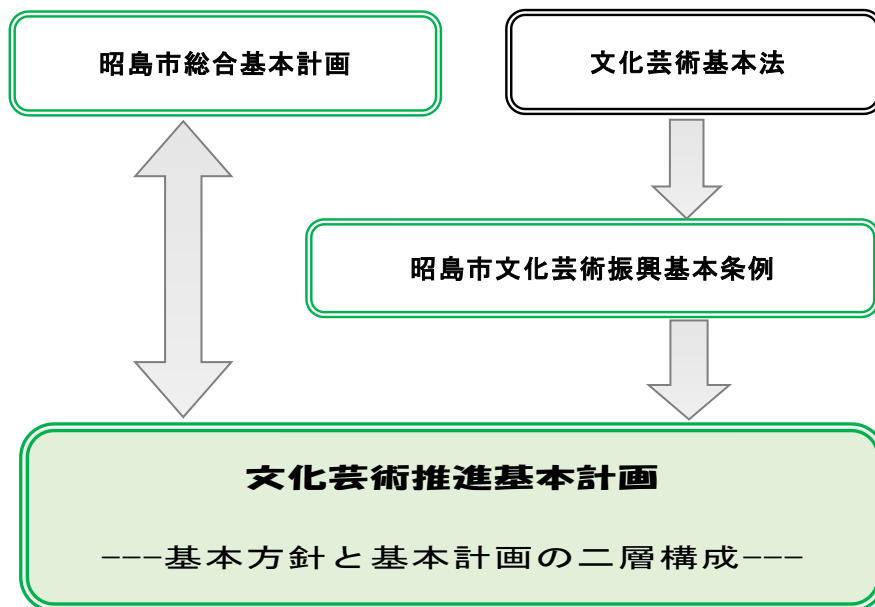 昭島市総合基本計画
文化芸術基本法
昭島市文化芸術振興基本条例
文化芸術推進基本計画
---基本方針と基本計画の二層構成---